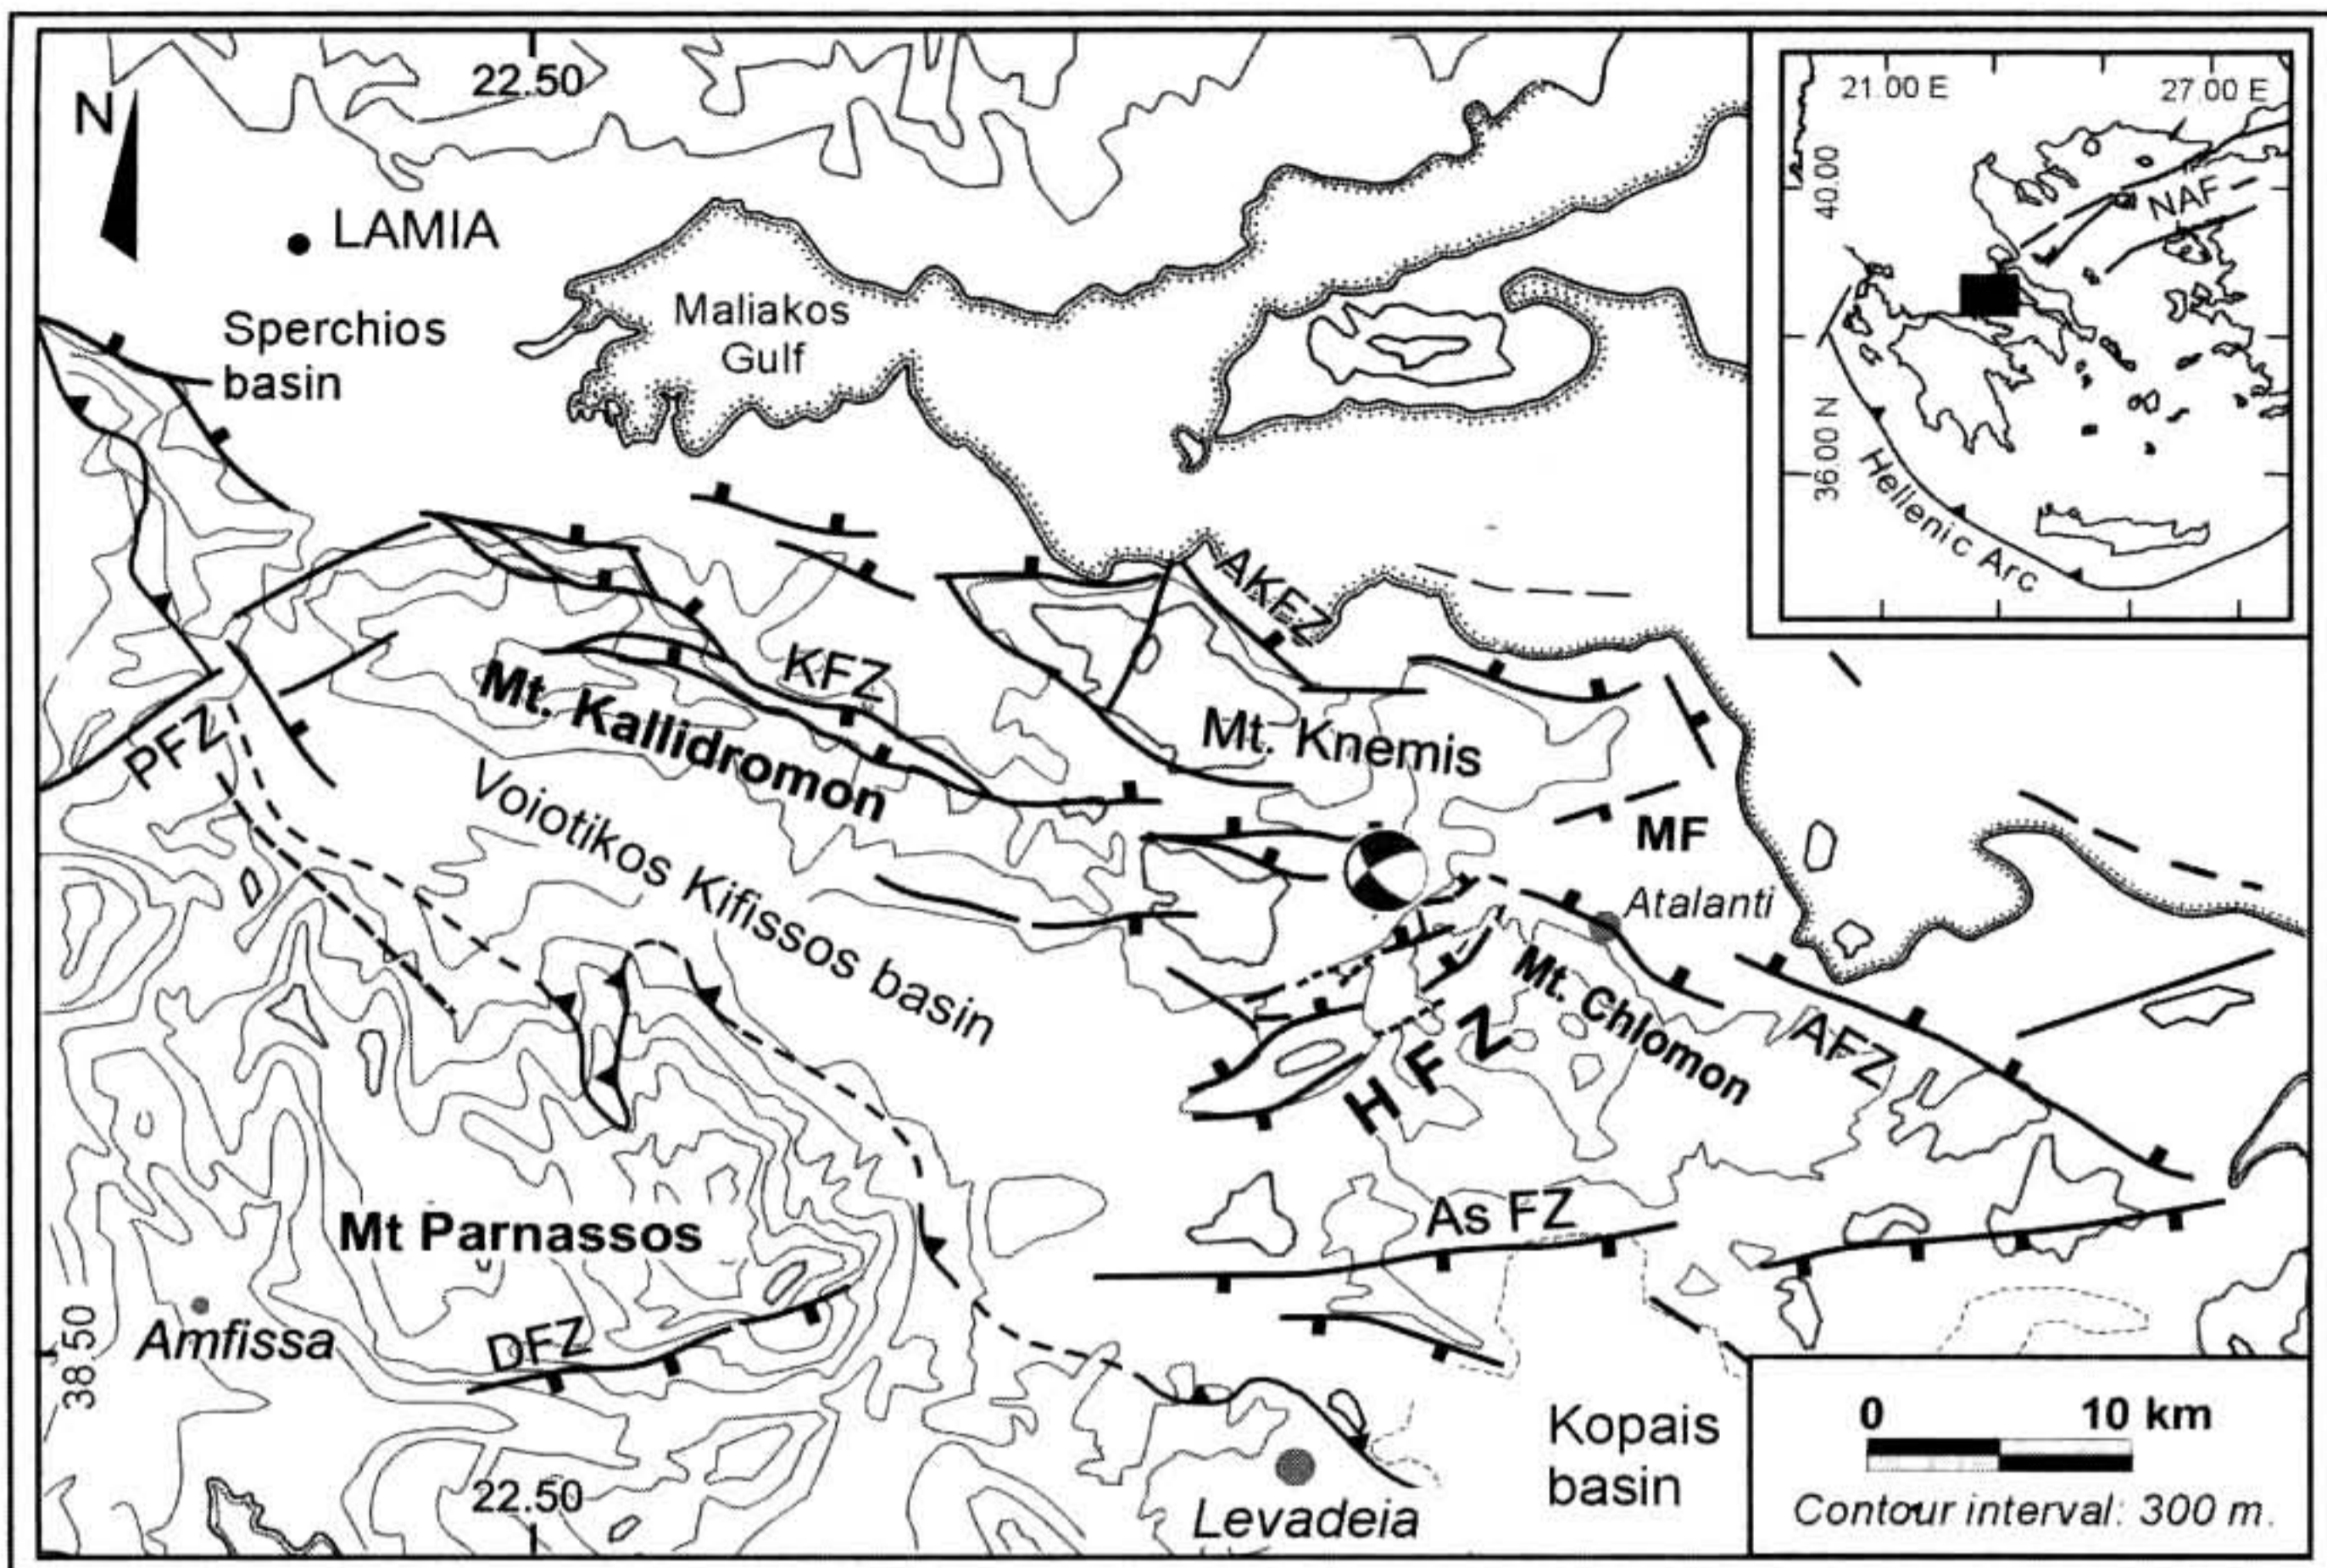 22.50
21.00 E
27.00 E
N
40.00
NAF
LAMIA
Maliakos
Gulf
Sperchios
basin
36.00 N
Hellenic Arc
AKFZ
KFZ
Mt. Kallidromon
PFZ
Mt. Knemis
Voiotikos Kifissos basin
MF
Atalanti
Mt. Chlomon
AFZ
HFZ
Mt Parnassos
As FZ
Amfissa
DFZ
38.50
Kopais
basin
0 10 km
Contour interval: 300 m.
22.50
Levadeia